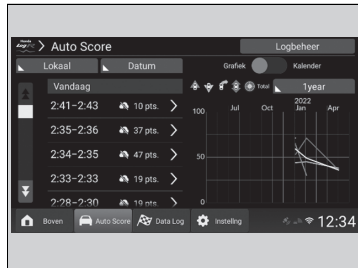 Honda
LogR
Auto Score
Logbeheer
Lokaal
Datum
Grafiek
Kalender
Vandaag
Total
1year
2:41-2:43 10 pts.
2:35-2:36 37 pts.
2:34-2:35 47 pts.
2:33-2:33 19 pts.
2:28-2:30 19 pts.
2022
Jul Oct Jan Apr
100
50
0
Boven
Auto Score
Data Log
Instelling
12:34